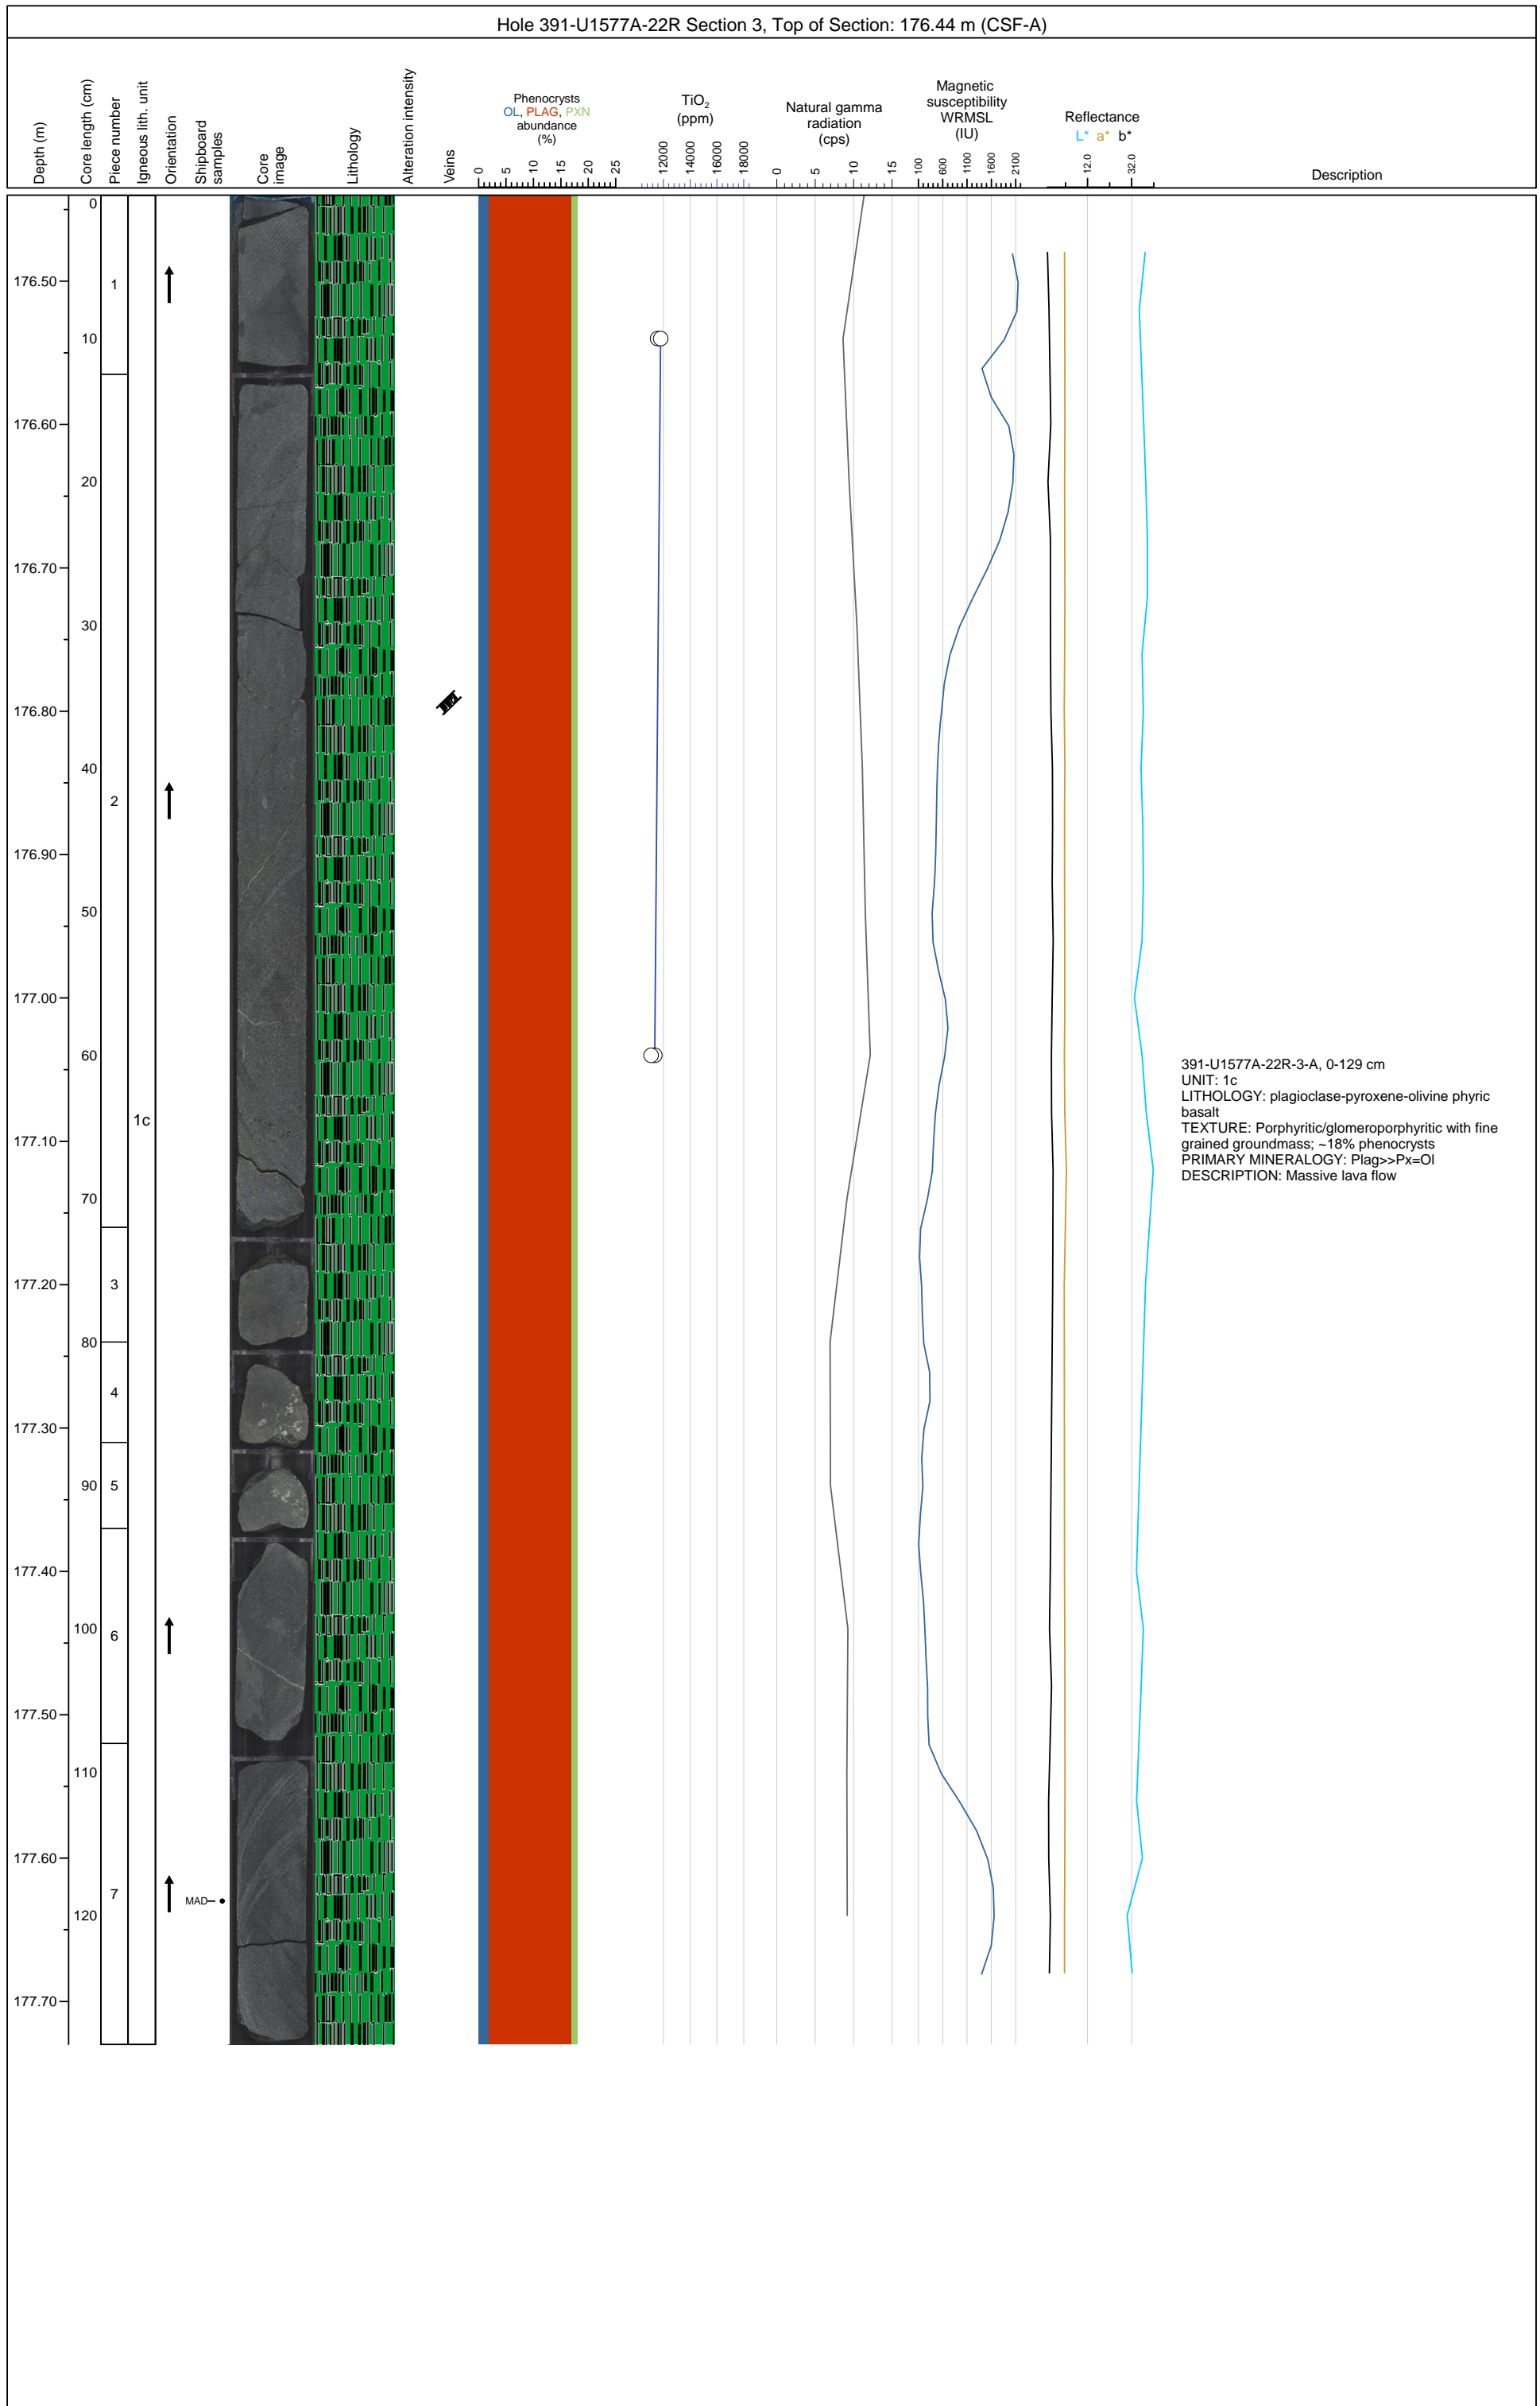 Hole 391-U1577A-22R Section 3, Top of Section: 176.44 m (CSF-A)
Depth (m)
Core length (cm)
Piece number
Igneous lith. unit
Orientation
Shipboard
samples
Core
image
Lithology
Alteration intensity
Veins
Phenocrysts
OL, PLAG, PXN
abundance
(%)
0 5 10 15 20 25
TiO₂
(ppm)
12000 14000 16000 18000
Natural gamma
radiation
(cps)
0 5 10 15
Magnetic
susceptibility
WRMSL
(IU)
100 600 1100 1600 2100
Reflectance
L* a* b*
12.0 32.0
Description
0
176.50
1
10
176.60
20
176.70
30
176.80
40
2
176.90
50
177.00
60
1c
177.10
70
177.20
3
80
4
177.30
90
5
177.40
100
6
177.50
110
177.60
7
MAD
120
177.70
391-U1577A-22R-3-A, 0-129 cm
UNIT: 1c
LITHOLOGY: plagioclase-pyroxene-olivine phyric
basalt
TEXTURE: Porphyritic/glomeroporphyritic with fine
grained groundmass; ~18% phenocrysts
PRIMARY MINERALOGY: Plag>>Px=Ol
DESCRIPTION: Massive lava flow